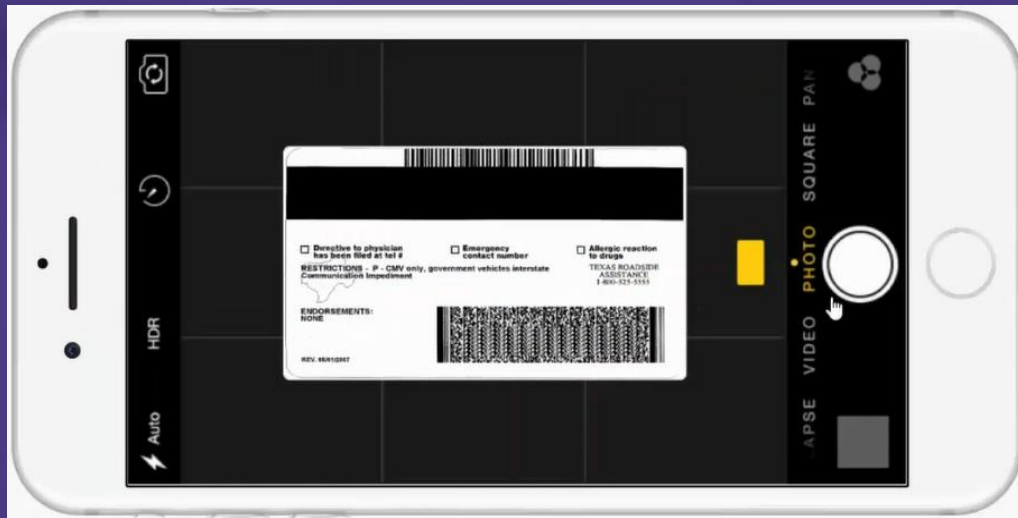 Directive to physician
has been filed at tel #
Emergency
contact number
Allergic reaction
to drugs
RESTRICTIONS - P - CMV only, government vehicles interstate
Communication Impediment
TEXAS ROADSIDE
ASSISTANCE
1-800-525-5555
ENDORSEMENTS:
NONE
REV. 08/01/2007
Auto
HDR
APSE
VIDEO
PHOTO
SQUARE
PAN